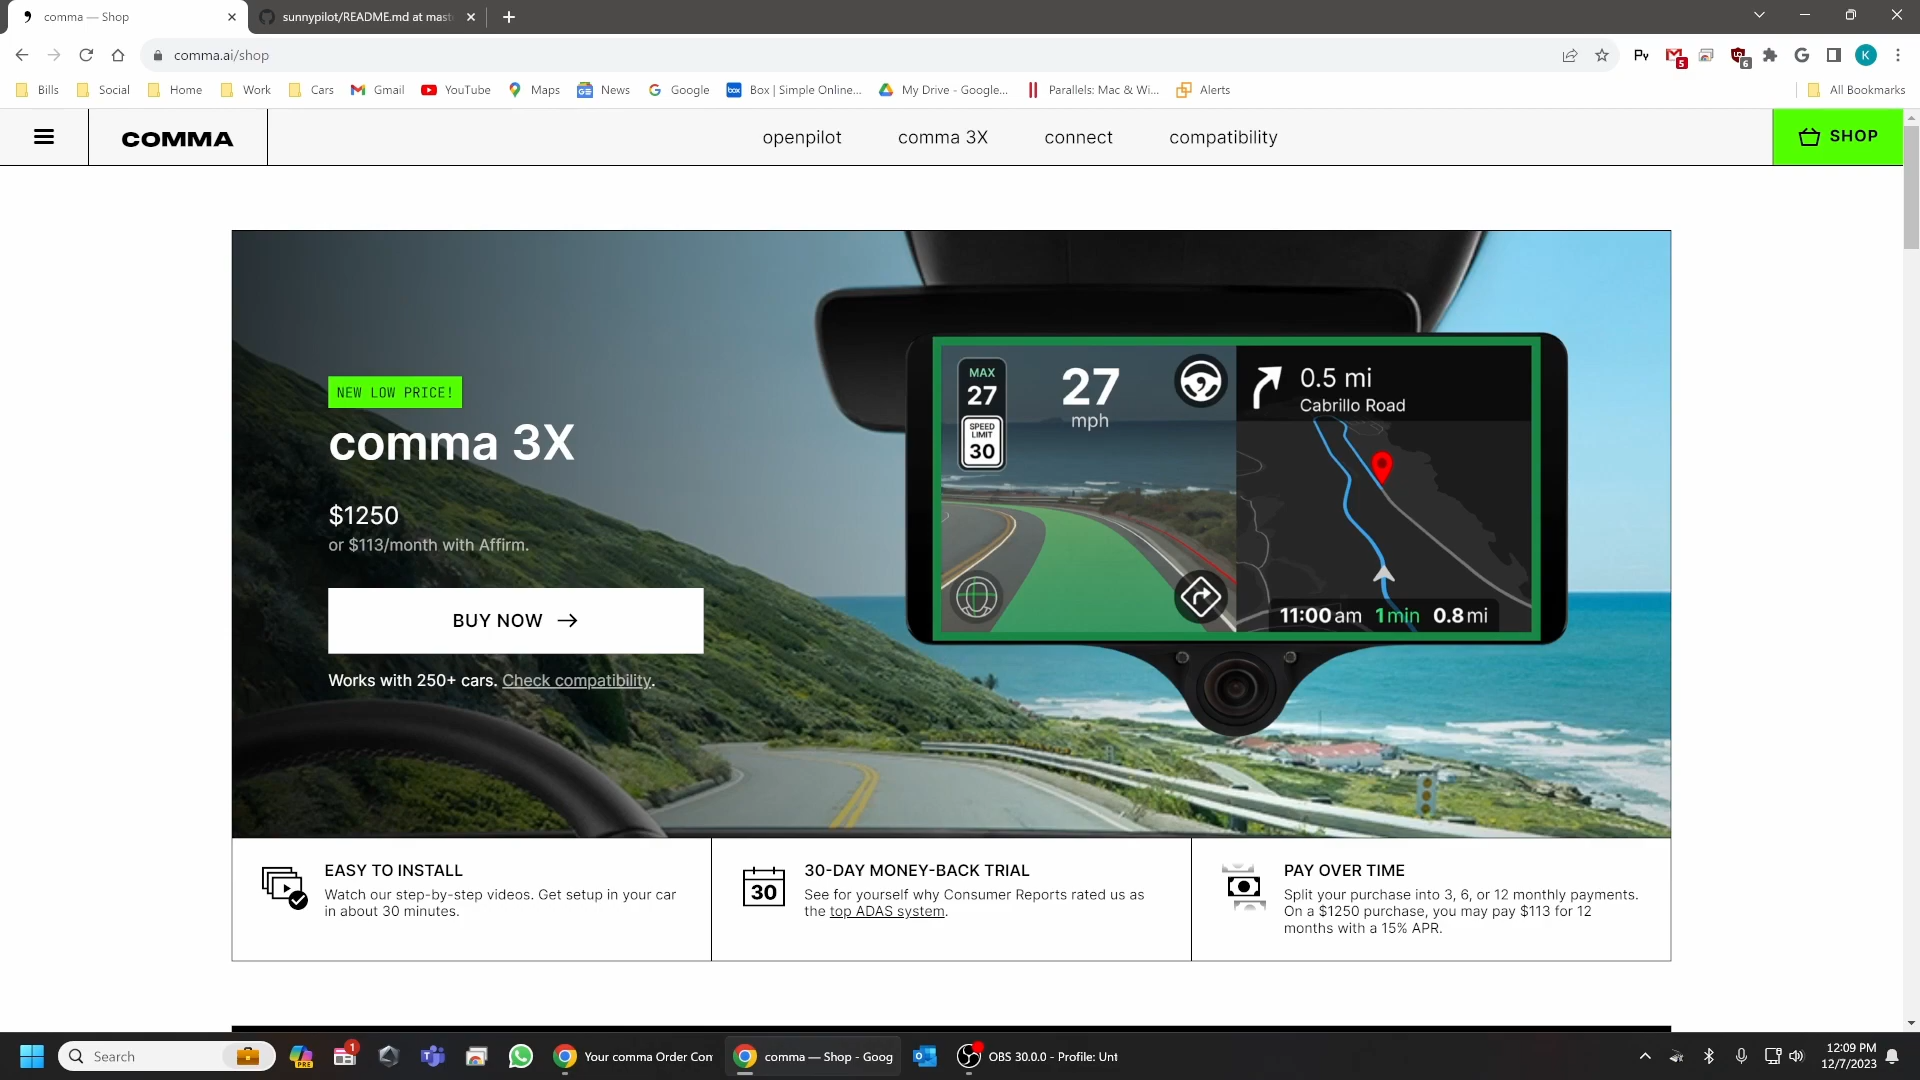 comma — Shop
sunnypilot/README.md at mast
comma.ai/shop
5
6
K
Bills
Social
Home
Work
Cars
Gmail
YouTube
Maps
News
Google
Box | Simple Online...
My Drive - Google...
Parallels: Mac & Wi...
Alerts
All Bookmarks
COMMA
openpilot
comma 3X
connect
compatibility
SHOP
NEW LOW PRICE!
comma 3X
$1250
or $113/month with Affirm.
BUY NOW
Works with 250+ cars. Check compatibility.
MAX
27
SPEED
LIMIT
30
27
mph
0.5 mi
Cabrillo Road
11:00 am 1 min 0.8 mi
EASY TO INSTALL
Watch our step-by-step videos. Get setup in your car
in about 30 minutes.
30
30-DAY MONEY-BACK TRIAL
See for yourself why Consumer Reports rated us as
the top ADAS system.
PAY OVER TIME
Split your purchase into 3, 6, or 12 monthly payments.
On a $1250 purchase, you may pay $113 for 12
months with a 15% APR.
Search
PRE
1
Your comma Order Con
comma — Shop - Goog
OBS 30.0.0 - Profile: Unt
12:09 PM
12/7/2023